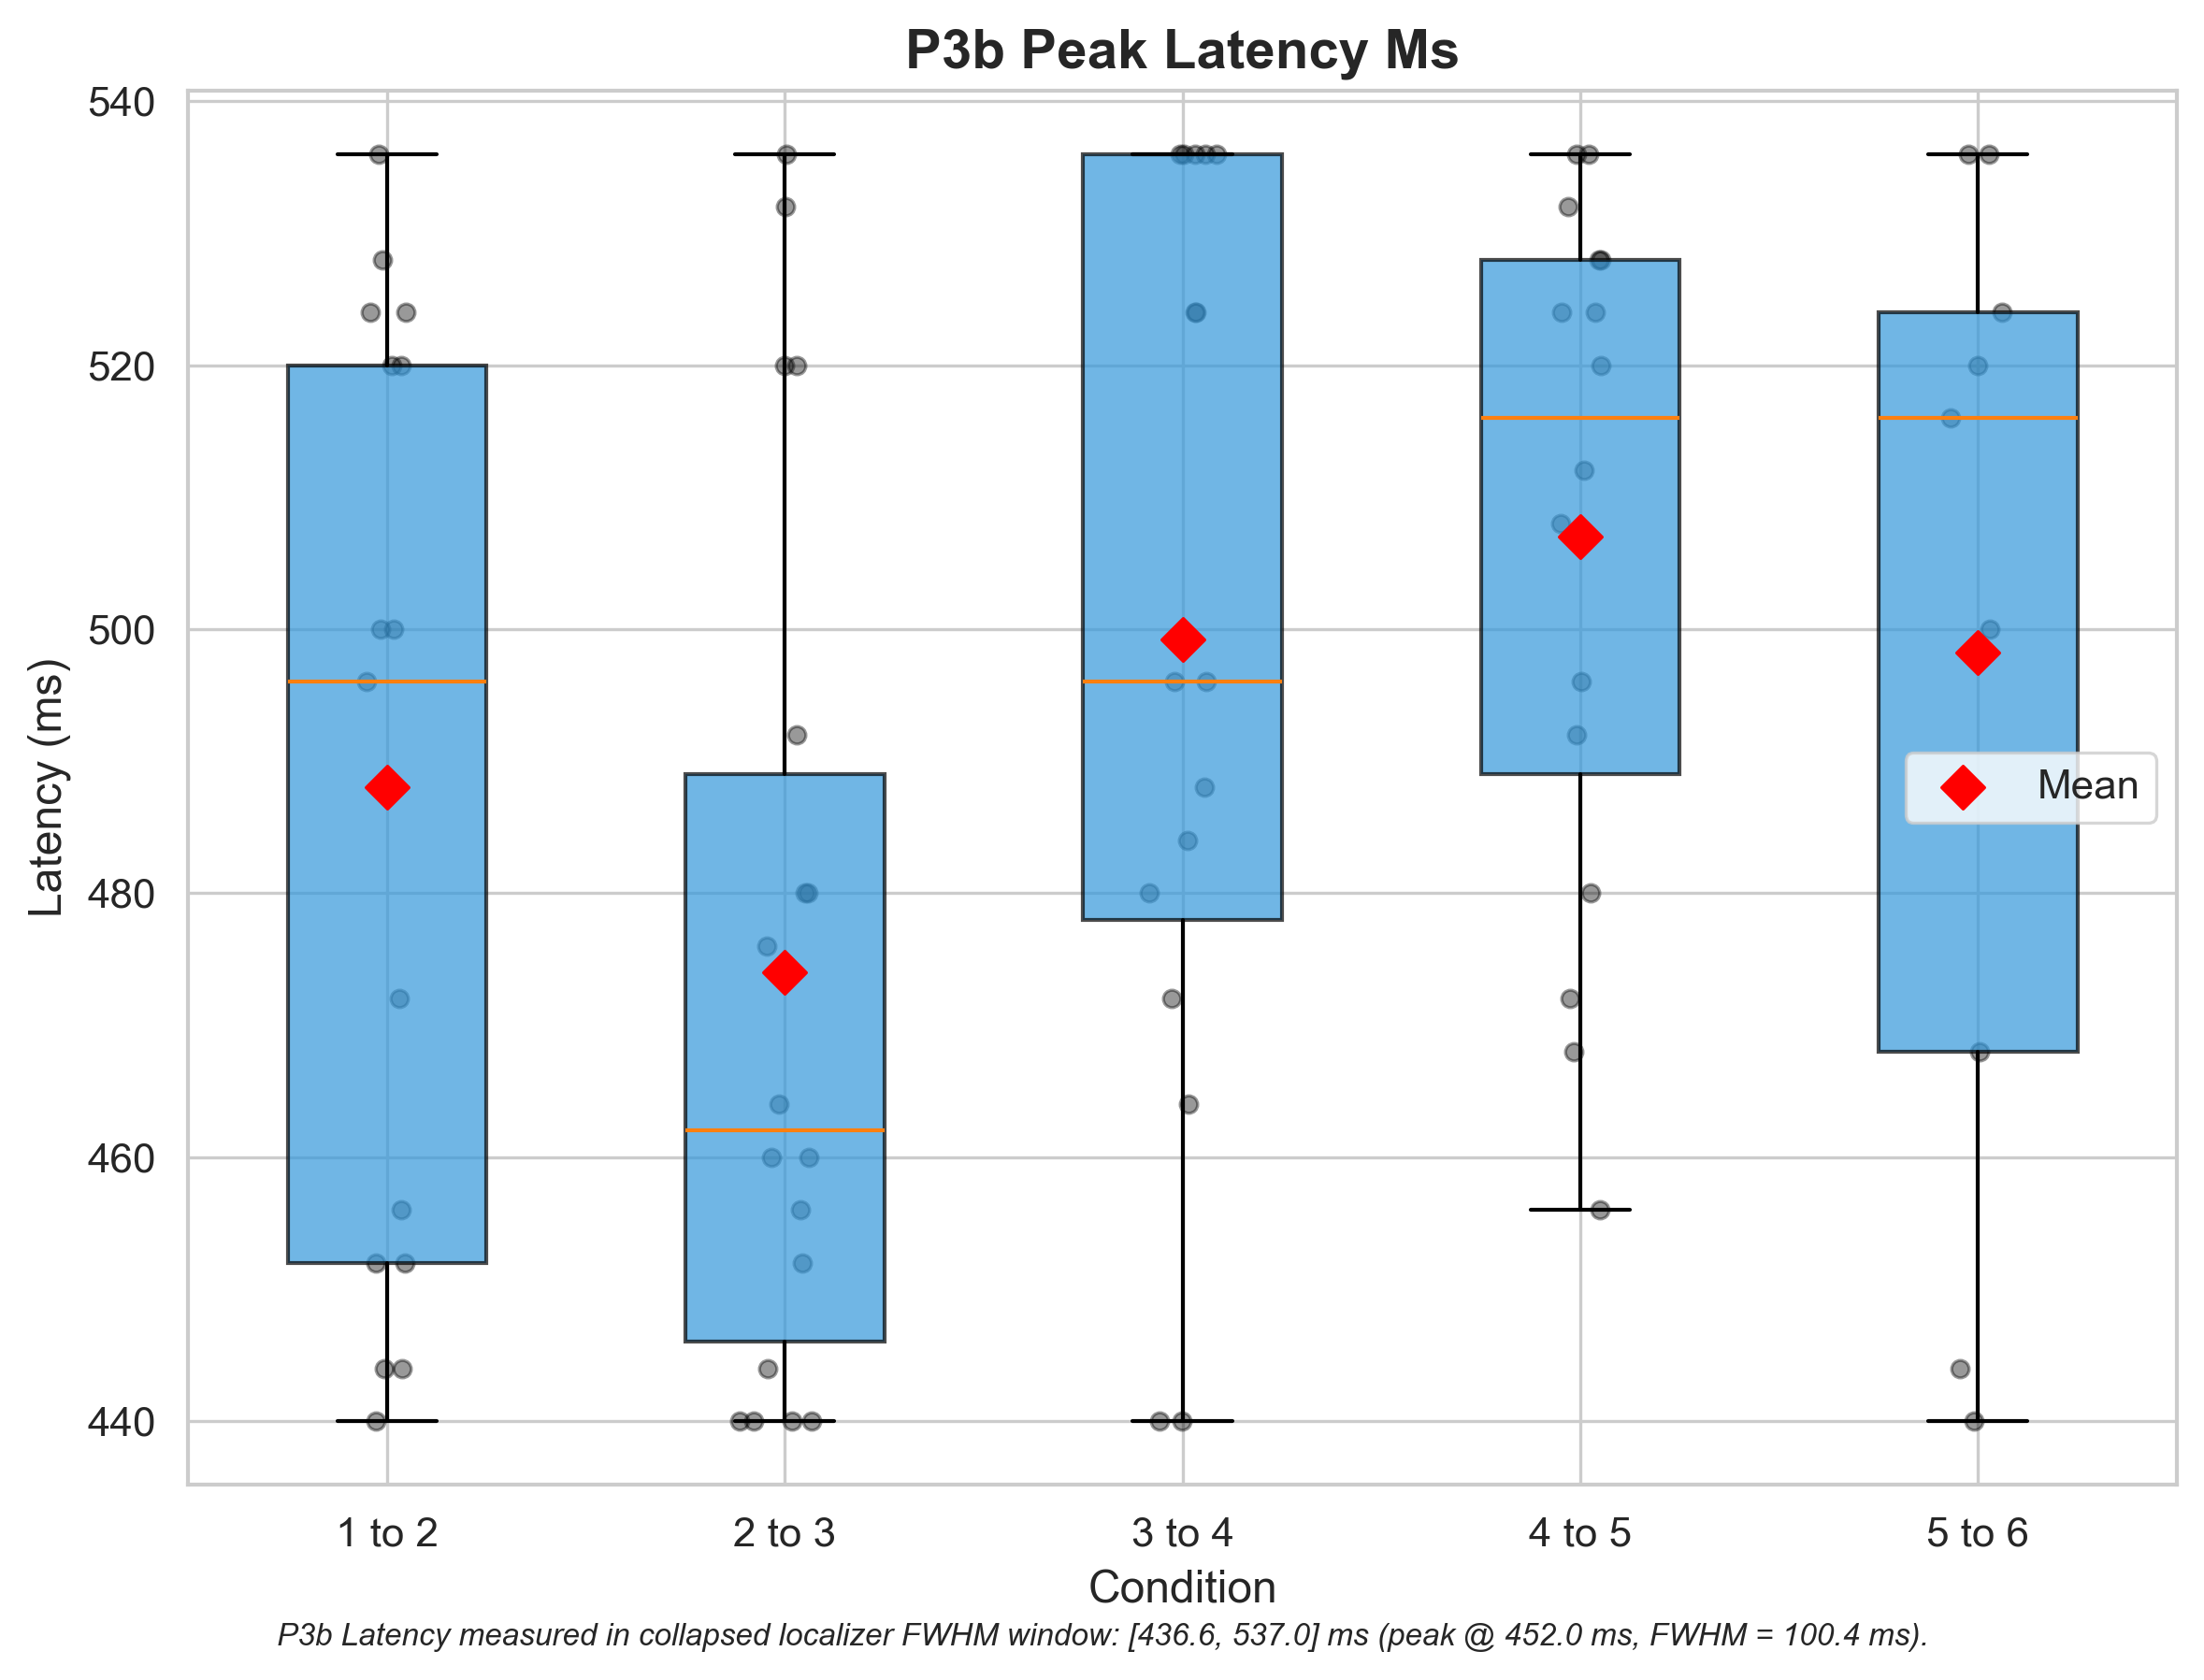 P3b Peak Latency Ms
540
520
500
480
460
440
Latency (ms)
Mean
1 to 2
2 to 3
3 to 4
4 to 5
5 to 6
Condition
P3b Latency measured in collapsed localizer FWHM window: [436.6, 537.0] ms (peak @ 452.0 ms, FWHM = 100.4 ms).